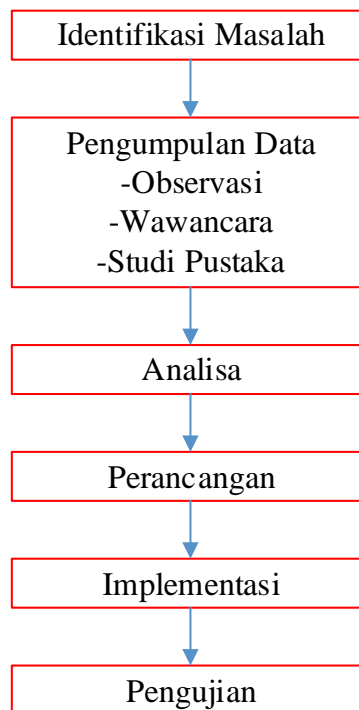 Identifikasi Masalah
Pengumpulan Data
-Observasi
-Wawancara
-Studi Pustaka
Analisa
Perancangan
Implementasi
Pengujian